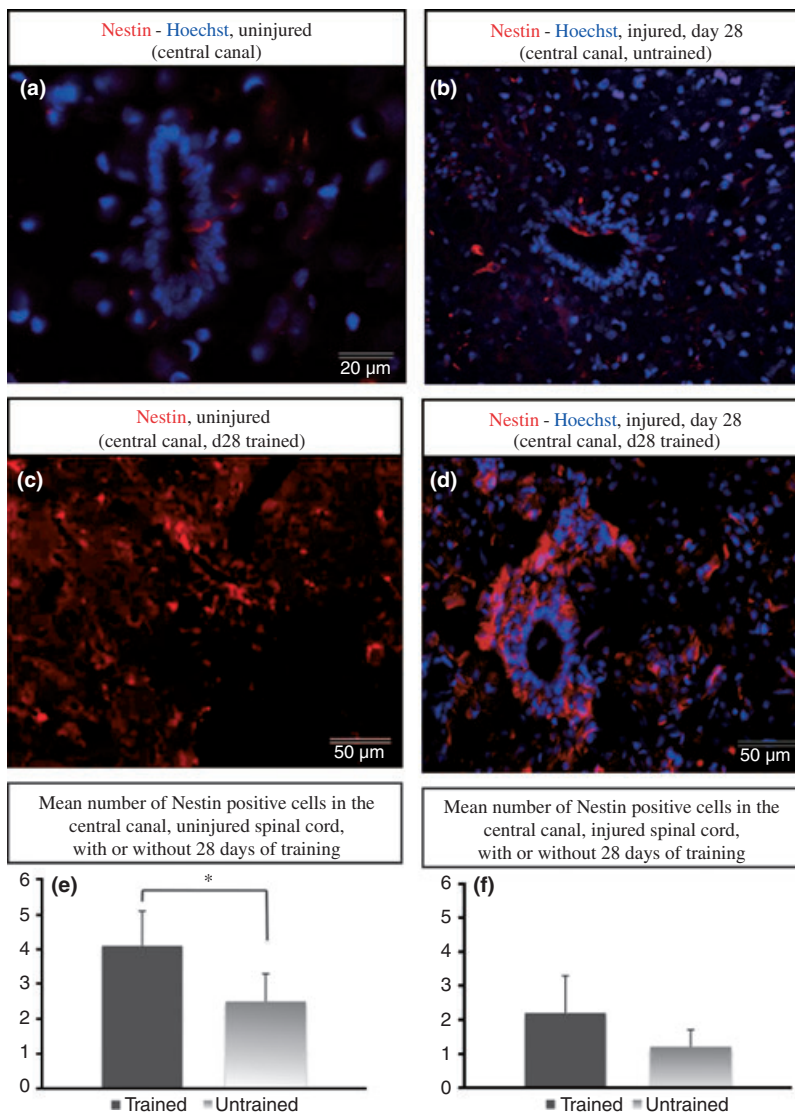 Nestin - Hoechst, uninjured
(central canal)
(a)
20 μm
Nestin - Hoechst, injured, day 28
(central canal, untrained)
(b)
Nestin, uninjured
(central canal, d28 trained)
(c)
50 μm
Nestin - Hoechst, injured, day 28
(central canal, d28 trained)
(d)
50 μm
Mean number of Nestin positive cells in the
central canal, uninjured spinal cord,
with or without 28 days of training
(e)
*
6
5
4
3
2
1
0
Trained Untrained
Mean number of Nestin positive cells in the
central canal, injured spinal cord,
with or without 28 days of training
(f)
6
5
4
3
2
1
0
Trained Untrained